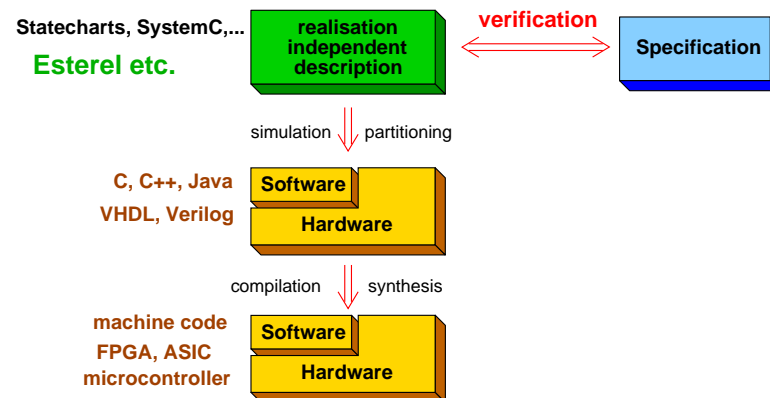 Statecharts, SystemC,...
Esterel etc.
realisation
independent
description
verification
Specification
simulation
partitioning
C, C++, Java
VHDL, Verilog
Software
Hardware
compilation
synthesis
machine code
FPGA, ASIC
microcontroller
Software
Hardware